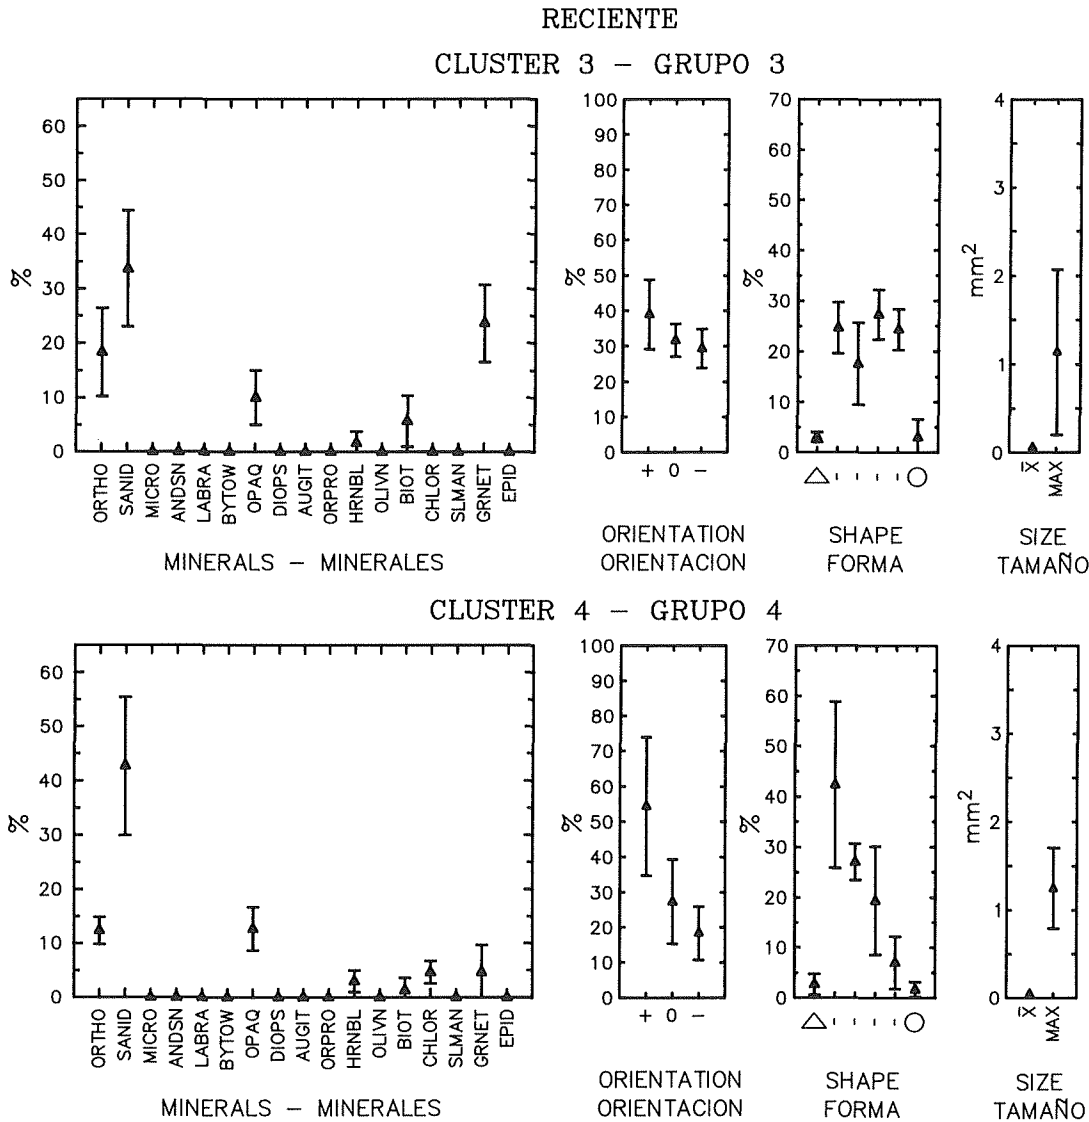 RECIENTE
CLUSTER 3 – GRUPO 3
60
50
40
30
20
10
0
%
ORTHO
SANID
MICRO
ANDSN
LABRA
BYTOW
OPAQ
DIOPS
AUGIT
ORPRO
HRNBL
OLIVN
BIOT
CHLOR
SLMAN
GRNET
EPID
MINERALS – MINERALES
100
90
80
70
60
50
40
30
20
10
0
%
+ 0 –
ORIENTATION
ORIENTACION
70
60
50
40
30
20
10
0
%
SHAPE
FORMA
4
3
2
1
0
mm²
X̄
MAX
SIZE
TAMAÑO
CLUSTER 4 – GRUPO 4
60
50
40
30
20
10
0
%
ORTHO
SANID
MICRO
ANDSN
LABRA
BYTOW
OPAQ
DIOPS
AUGIT
ORPRO
HRNBL
OLIVN
BIOT
CHLOR
SLMAN
GRNET
EPID
MINERALS – MINERALES
100
90
80
70
60
50
40
30
20
10
0
%
+ 0 –
ORIENTATION
ORIENTACION
70
60
50
40
30
20
10
0
%
SHAPE
FORMA
4
3
2
1
0
mm²
X̄
MAX
SIZE
TAMAÑO